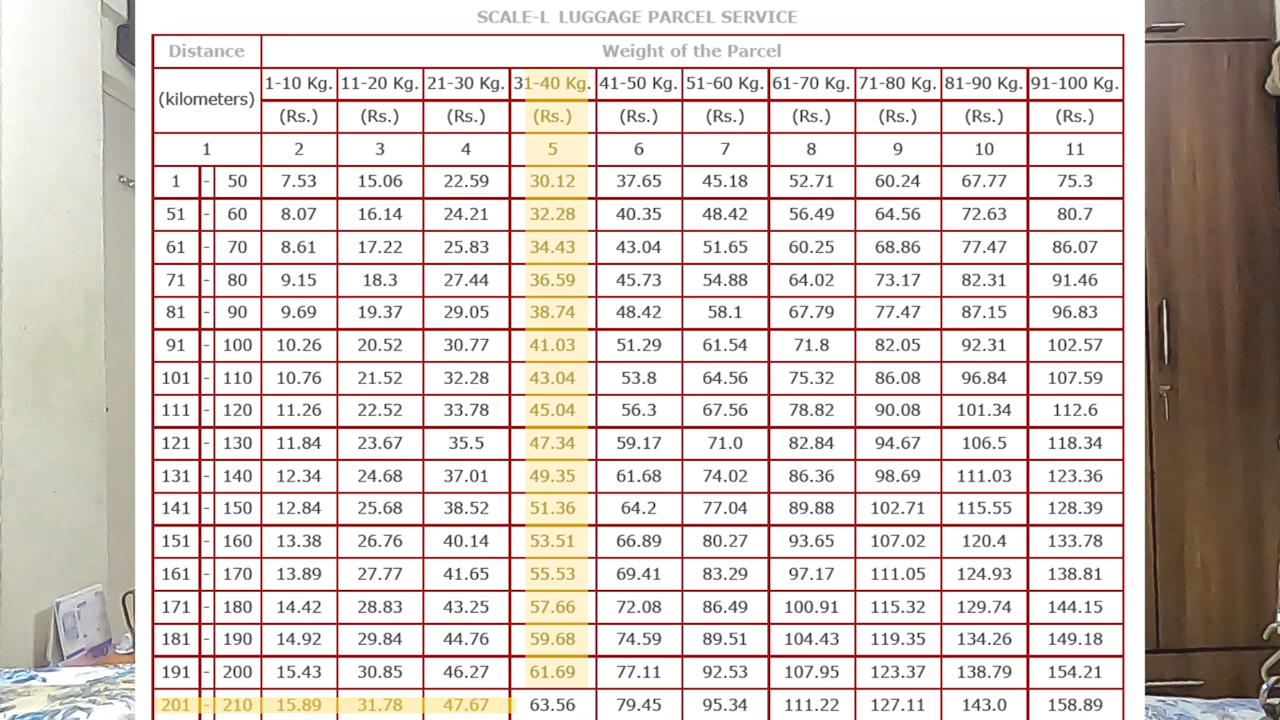 SCALE-L LUGGAGE PARCEL SERVICE
Distance Weight of the Parcel
(kilometers) 1-10 Kg. 11-20 Kg. 21-30 Kg. 31-40 Kg. 41-50 Kg. 51-60 Kg. 61-70 Kg. 71-80 Kg. 81-90 Kg. 91-100 Kg.
(Rs.) (Rs.) (Rs.) (Rs.) (Rs.) (Rs.) (Rs.) (Rs.) (Rs.) (Rs.)
1 2 3 4 5 6 7 8 9 10 11
1 - 50 7.53 15.06 22.59 30.12 37.65 45.18 52.71 60.24 67.77 75.3
51 - 60 8.07 16.14 24.21 32.28 40.35 48.42 56.49 64.56 72.63 80.7
61 - 70 8.61 17.22 25.83 34.43 43.04 51.65 60.25 68.86 77.47 86.07
71 - 80 9.15 18.3 27.44 36.59 45.73 54.88 64.02 73.17 82.31 91.46
81 - 90 9.69 19.37 29.05 38.74 48.42 58.1 67.79 77.47 87.15 96.83
91 - 100 10.26 20.52 30.77 41.03 51.29 61.54 71.8 82.05 92.31 102.57
101 - 110 10.76 21.52 32.28 43.04 53.8 64.56 75.32 86.08 96.84 107.59
111 - 120 11.26 22.52 33.78 45.04 56.3 67.56 78.82 90.08 101.34 112.6
121 - 130 11.84 23.67 35.5 47.34 59.17 71.0 82.84 94.67 106.5 118.34
131 - 140 12.34 24.68 37.01 49.35 61.68 74.02 86.36 98.69 111.03 123.36
141 - 150 12.84 25.68 38.52 51.36 64.2 77.04 89.88 102.71 115.55 128.39
151 - 160 13.38 26.76 40.14 53.51 66.89 80.27 93.65 107.02 120.4 133.78
161 - 170 13.89 27.77 41.65 55.53 69.41 83.29 97.17 111.05 124.93 138.81
171 - 180 14.42 28.83 43.25 57.66 72.08 86.49 100.91 115.32 129.74 144.15
181 - 190 14.92 29.84 44.76 59.68 74.59 89.51 104.43 119.35 134.26 149.18
191 - 200 15.43 30.85 46.27 61.69 77.11 92.53 107.95 123.37 138.79 154.21
201 - 210 15.89 31.78 47.67 63.56 79.45 95.34 111.22 127.11 143.0 158.89